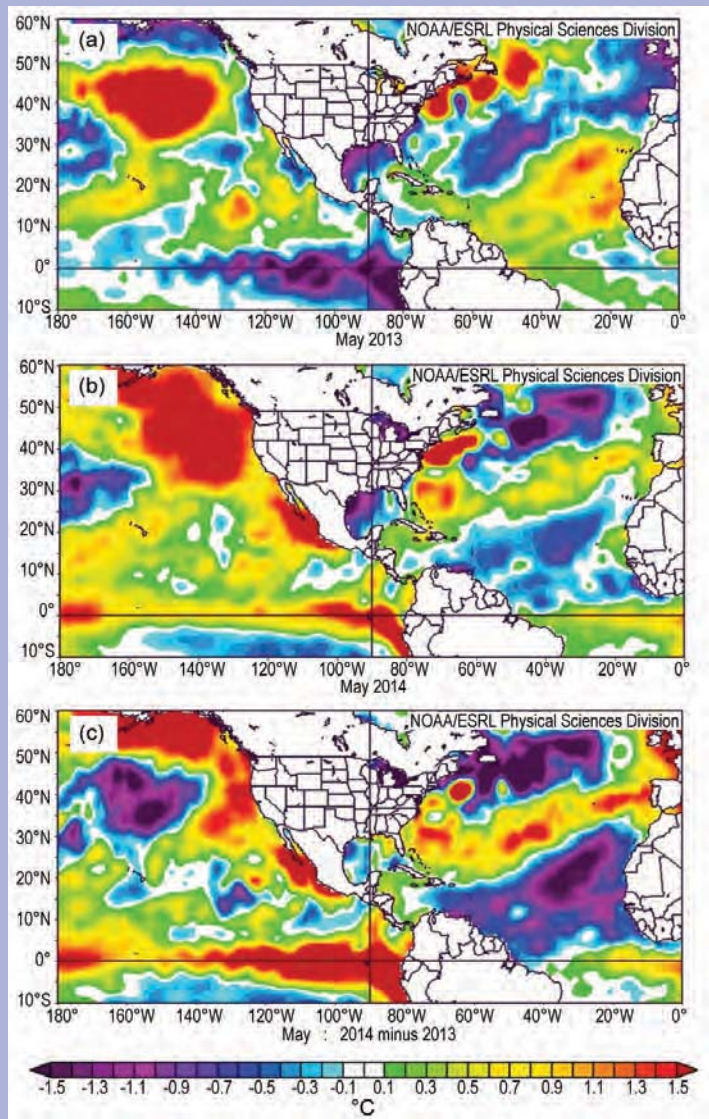 60°N
(a)
NOAA/ESRL Physical Sciences Division
50°N
40°N
30°N
20°N
10°N
0°
10°S
180° 160°W 140°W 120°W 100°W 80°W 60°W 40°W 20°W 0°
May 2013
60°N
(b)
NOAA/ESRL Physical Sciences Division
50°N
40°N
30°N
20°N
10°N
0°
10°S
180° 160°W 140°W 120°W 100°W 80°W 60°W 40°W 20°W 0°
May 2014
60°N
(c)
NOAA/ESRL Physical Sciences Division
50°N
40°N
30°N
20°N
10°N
0°
10°S
180° 160°W 140°W 120°W 100°W 80°W 60°W 40°W 20°W 0°
May : 2014 minus 2013
-1.5 -1.3 -1.1 -0.9 -0.7 -0.5 -0.3 -0.1 0.1 0.3 0.5 0.7 0.9 1.1 1.3 1.5
°C